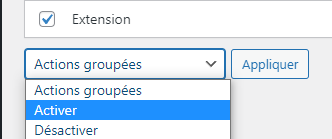 Extension
Actions groupées
Appliquer
Actions groupées
Activer
Désactiver